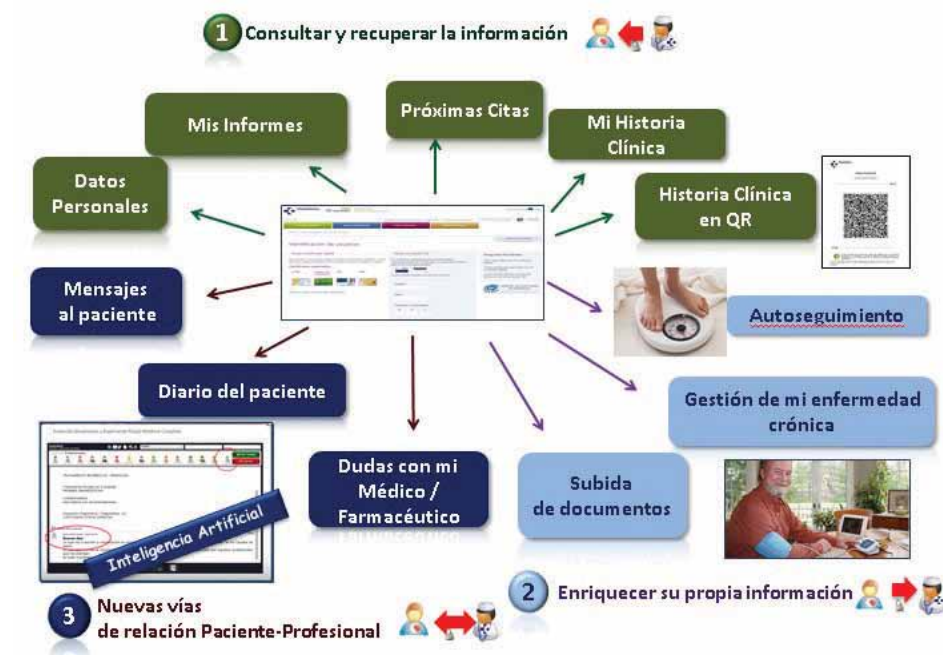 1 Consultar y recuperar la información
Mis Informes
Próximas Citas
Mi Historia
Clínica
Datos
Personales
Historia Clínica
en QR
Mensajes
al paciente
Autoseguimiento
Diario del paciente
Gestión de mi enfermedad
crónica
Dudas con mi
Médico /
Farmacéutico
Subida
de documentos
Inteligencia Artificial
2 Enriquecer su propia información
3 Nuevas vías
de relación Paciente-Profesional